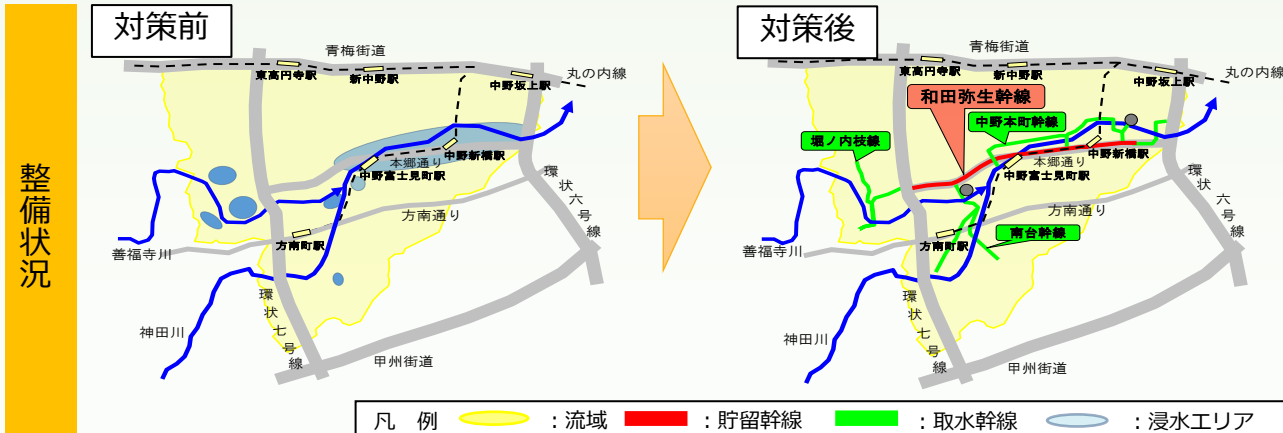 整備状況
対策前
青梅街道
東高円寺駅
新中野駅
中野坂上駅
丸の内線
中野新橋駅
本郷通り
中野富士見町駅
環状六号線
方南通り
方南町駅
善福寺川
環状七号線
神田川
甲州街道
対策後
青梅街道
東高円寺駅
新中野駅
中野坂上駅
丸の内線
和田弥生幹線
中野本町幹線
堀ノ内枝線
中野新橋駅
本郷通り
中野富士見町駅
環状六号線
方南通り
南台幹線
方南町駅
善福寺川
環状七号線
神田川
甲州街道
凡 例 :流域 :貯留幹線 :取水幹線 :浸水エリア